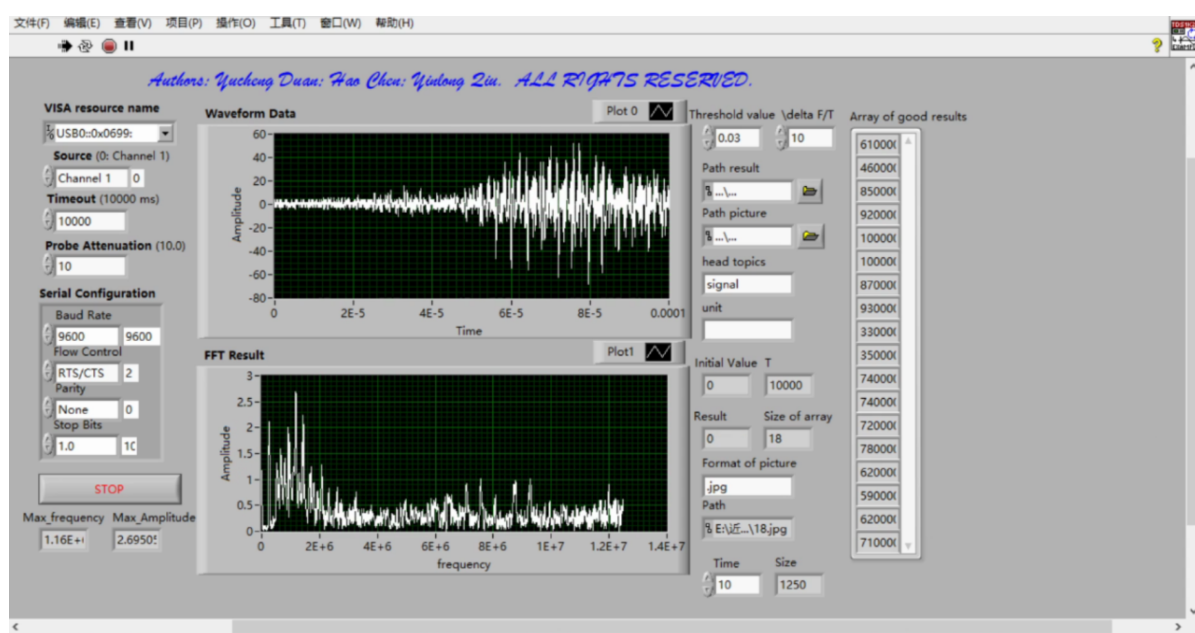 文件(F) 编辑(E) 查看(V) 项目(P) 操作(O) 工具(T) 窗口(W) 帮助(H)
Authors: Yucheng Duan; Hao Chen; Yinlong Qiu. ALL RIGHTS RESERVED.
VISA resource name
USB0::0x0699:
Source (0: Channel 1)
Channel 1 0
Timeout (10000 ms)
10000
Probe Attenuation (10.0)
10
Serial Configuration
Baud Rate
9600 9600
Flow Control
RTS/CTS 2
Parity
None 0
Stop Bits
1.0 10
STOP
Max_frequency Max_Amplitude
1.16E+ 2.6950
Waveform Data
Plot 0
Amplitude
60
40
20
0
-20
-40
-60
-80
0 2E-5 4E-5 6E-5 8E-5 0.0001
Time
FFT Result
Plot1
Amplitude
3
2.5
2
1.5
1
0.5
0
0 2E+6 4E+6 6E+6 8E+6 1E+7 1.2E+7 1.4E+7
frequency
Threshold value \delta F/T
0.03 10
Path result
...\...
Path picture
...\...
head topics
signal
unit
Initial Value T
0 10000
Result Size of array
0 18
Format of picture
.jpg
Path
E:\近...\18.jpg
Time Size
10 1250
Array of good results
61000
46000
85000
92000
10000
10000
87000
93000
33000
35000
74000
74000
72000
78000
62000
59000
62000
71000